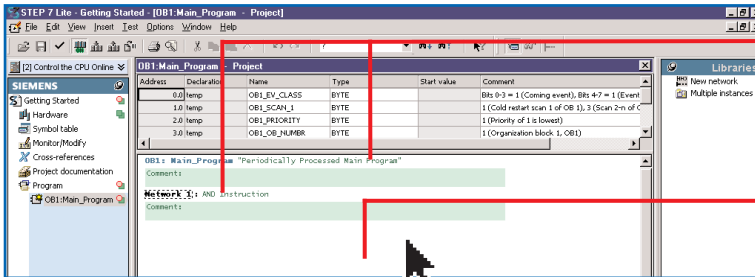 STEP 7 Lite - Getting Started - [OB1:Main_Program - Project]
File Edit View Insert Test Options Window Help
?
[2] Control the CPU Online
OB1:Main_Program - Project
Libraries
SIEMENS
Address Declaration Name Type Start value Comment
0.0 temp OB1_EV_CLASS BYTE Bits 0-3 = 1 (Coming event), Bits 4-7 = 1 (Event
1.0 temp OB1_SCAN_1 BYTE 1 (Cold restart scan 1 of OB 1), 3 (Scan 2-n of
2.0 temp OB1_PRIORITY BYTE 1 (Priority of 1 is lowest)
3.0 temp OB1_OB_NUMBR BYTE 1 (Organization block 1, OB1)
New network
Multiple instances
Getting Started
Hardware
Symbol table
Monitor/Modify
Cross-references
Project documentation
Program
OB1:Main_Program
OB1: Main_Program "Periodically Processed Main Program"
Comment:
Network 1: AND Instruction
Comment: